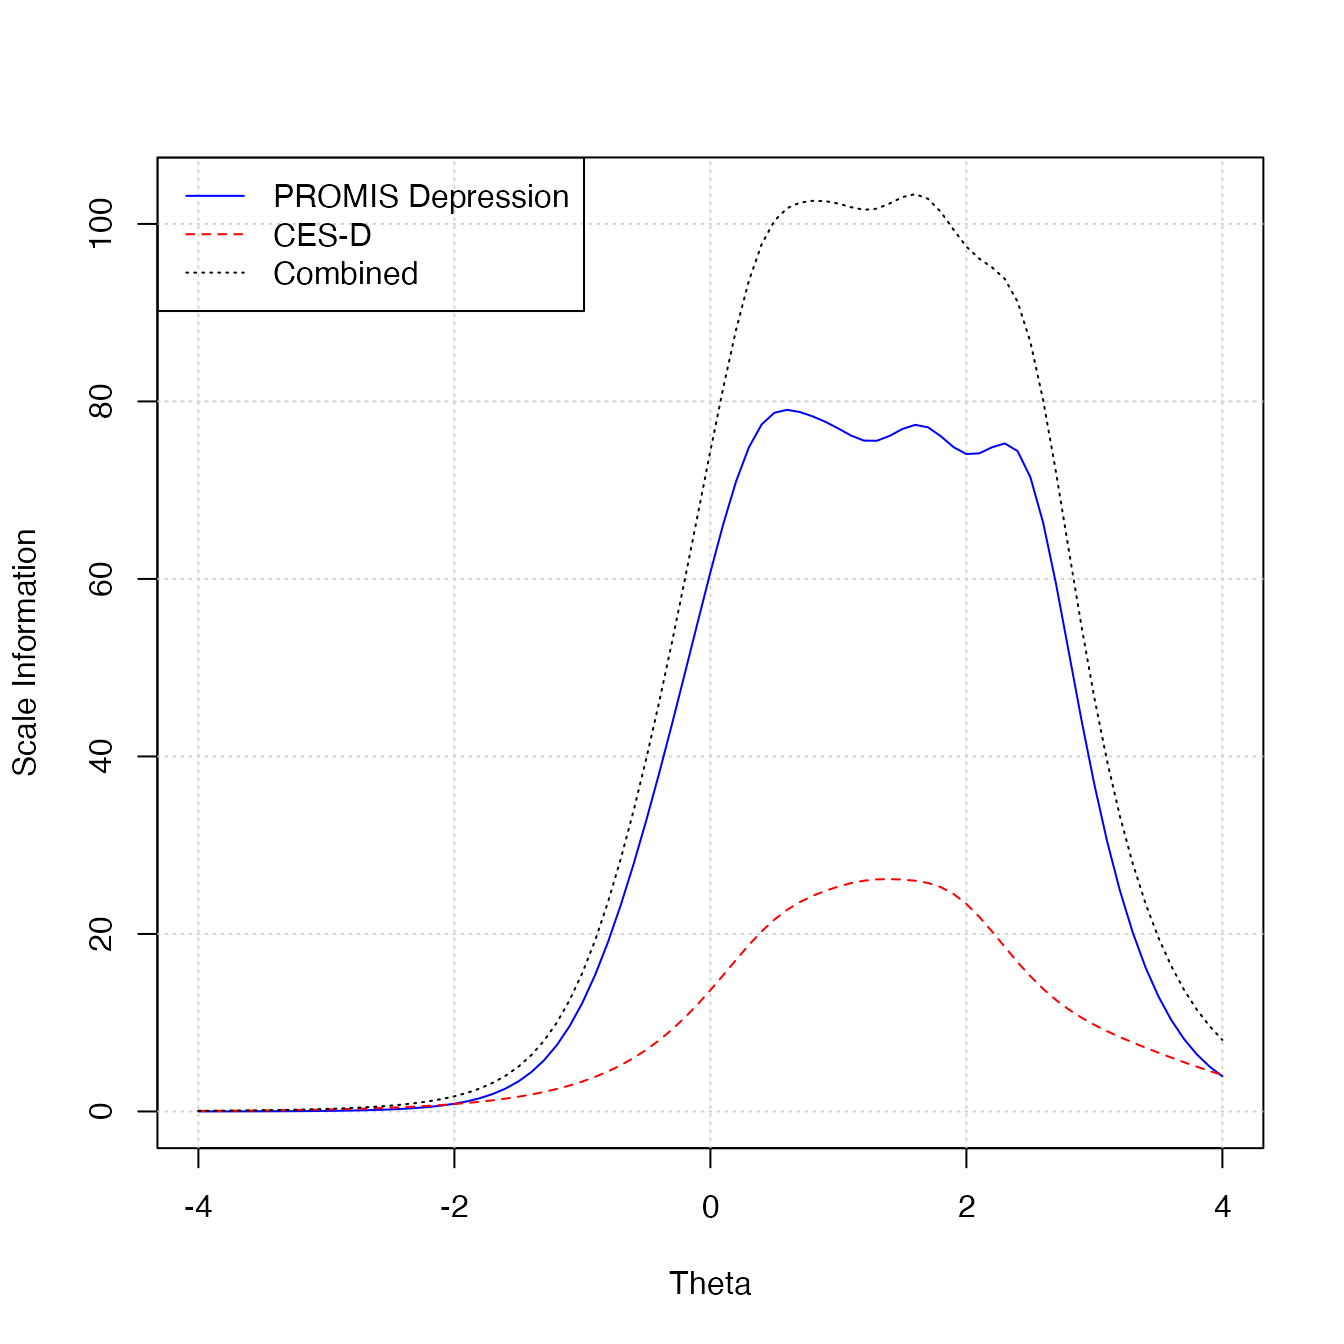 PROMIS Depression
CES-D
Combined
100
80
60
40
20
0
Scale Information
-4 -2 0 2 4
Theta